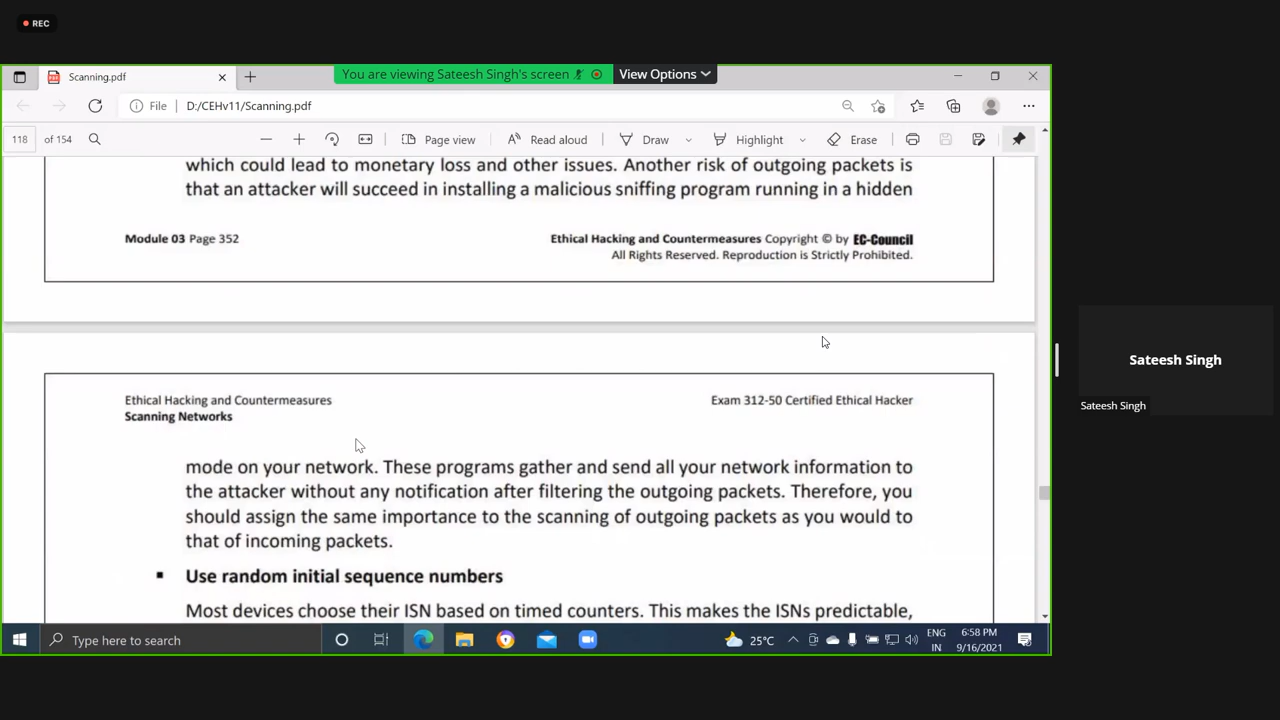 REC
Scanning.pdf
You are viewing Sateesh Singh's screen
View Options
File D:/CEHv11/Scanning.pdf
118 of 154
Page view
Read aloud
Draw
Highlight
Erase
which could lead to monetary loss and other issues. Another risk of outgoing packets is
that an attacker will succeed in installing a malicious sniffing program running in a hidden
Module 03 Page 352
Ethical Hacking and Countermeasures Copyright © by EC-Council
All Rights Reserved. Reproduction is Strictly Prohibited.
Sateesh Singh
Sateesh Singh
Ethical Hacking and Countermeasures
Exam 312-50 Certified Ethical Hacker
Scanning Networks
mode on your network. These programs gather and send all your network information to
the attacker without any notification after filtering the outgoing packets. Therefore, you
should assign the same importance to the scanning of outgoing packets as you would to
that of incoming packets.
▪ Use random initial sequence numbers
Most devices choose their ISN based on timed counters. This makes the ISNs predictable,
Type here to search
25°C
ENG
IN
6:58 PM
9/16/2021